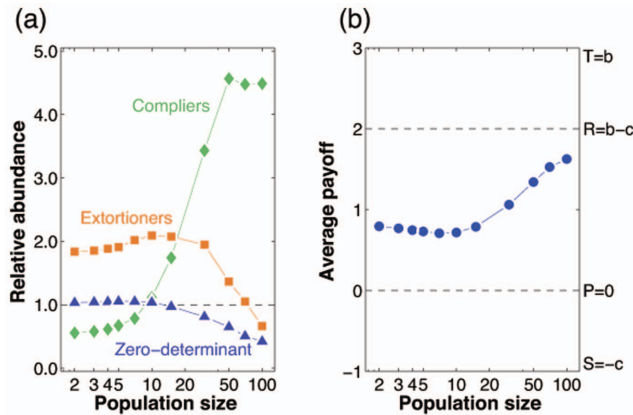 (a)
5.0
4.0
3.0
2.0
1.0
0.0
Relative abundance
Compliers
Extortioners
Zero-determinant
2 3 4 5 10 20 50 100
Population size
(b)
3
2
1
0
-1
Average payoff
T=b
R=b-c
P=0
S=-c
2 3 4 5 10 20 50 100
Population size